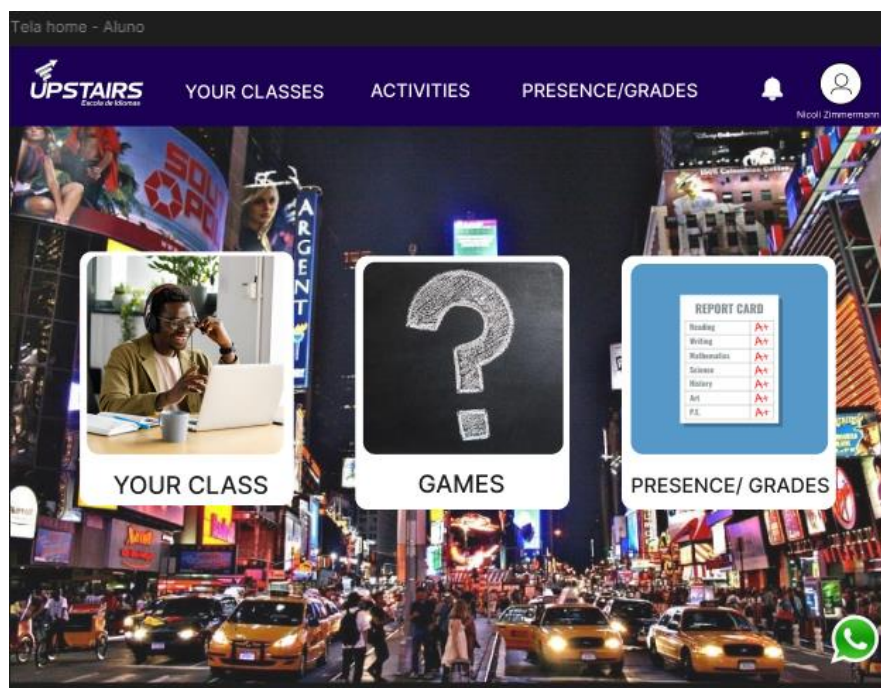 Tela home - Aluno
UPSTAIRS
Escola de Idiomas
YOUR CLASSES
ACTIVITIES
PRESENCE/GRADES
Nicoli Zimmermann
ARGENT
REPORT CARD
Reading A+
Writing A+
Mathematics A+
Science A+
History A+
Art A+
P.E. A+
YOUR CLASS
GAMES
PRESENCE/ GRADES